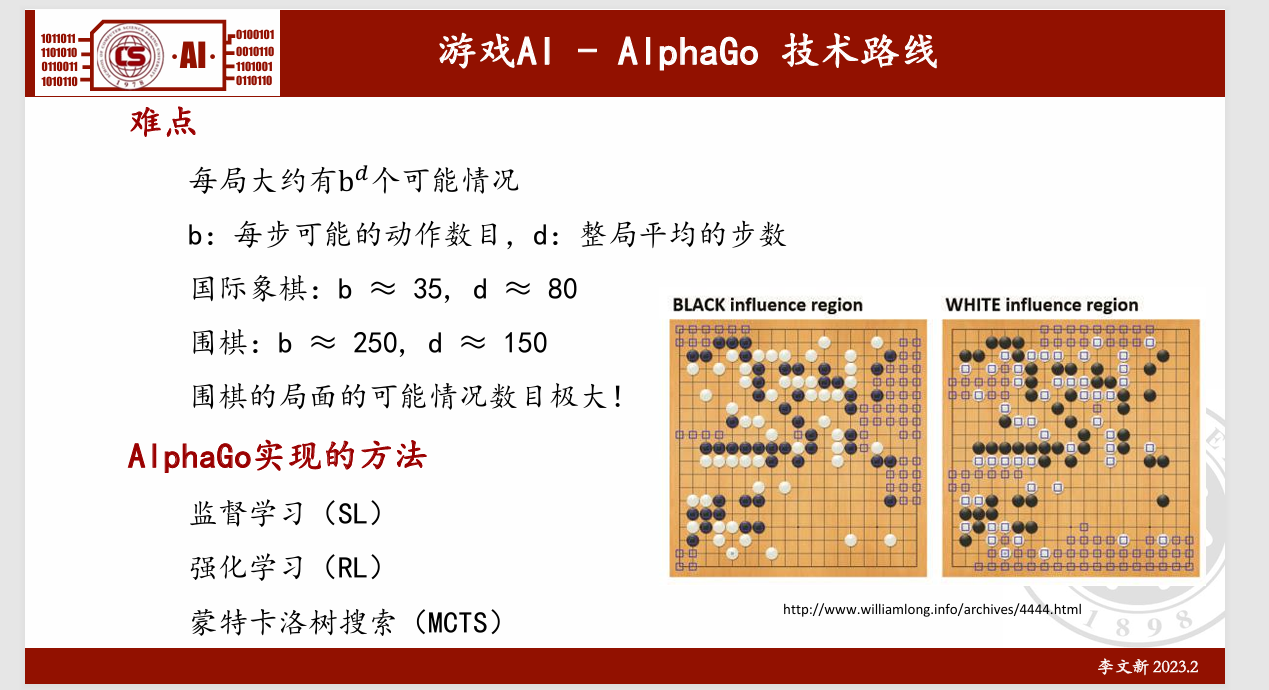 1011011
1101010
0110011
1010110
CS
·AI·
0100101
0010110
1101001
0110110
1978
游戏AI - AlphaGo 技术路线
难点
每局大约有b^d个可能情况
b: 每步可能的动作数目, d: 整局平均的步数
国际象棋: b ≈ 35, d ≈ 80
围棋: b ≈ 250, d ≈ 150
围棋的局面的可能情况数目极大!
AlphaGo实现的方法
监督学习 (SL)
强化学习 (RL)
蒙特卡洛树搜索 (MCTS)
BLACK influence region
WHITE influence region
http://www.williamlong.info/archives/4444.html
1898
李文新 2023.2